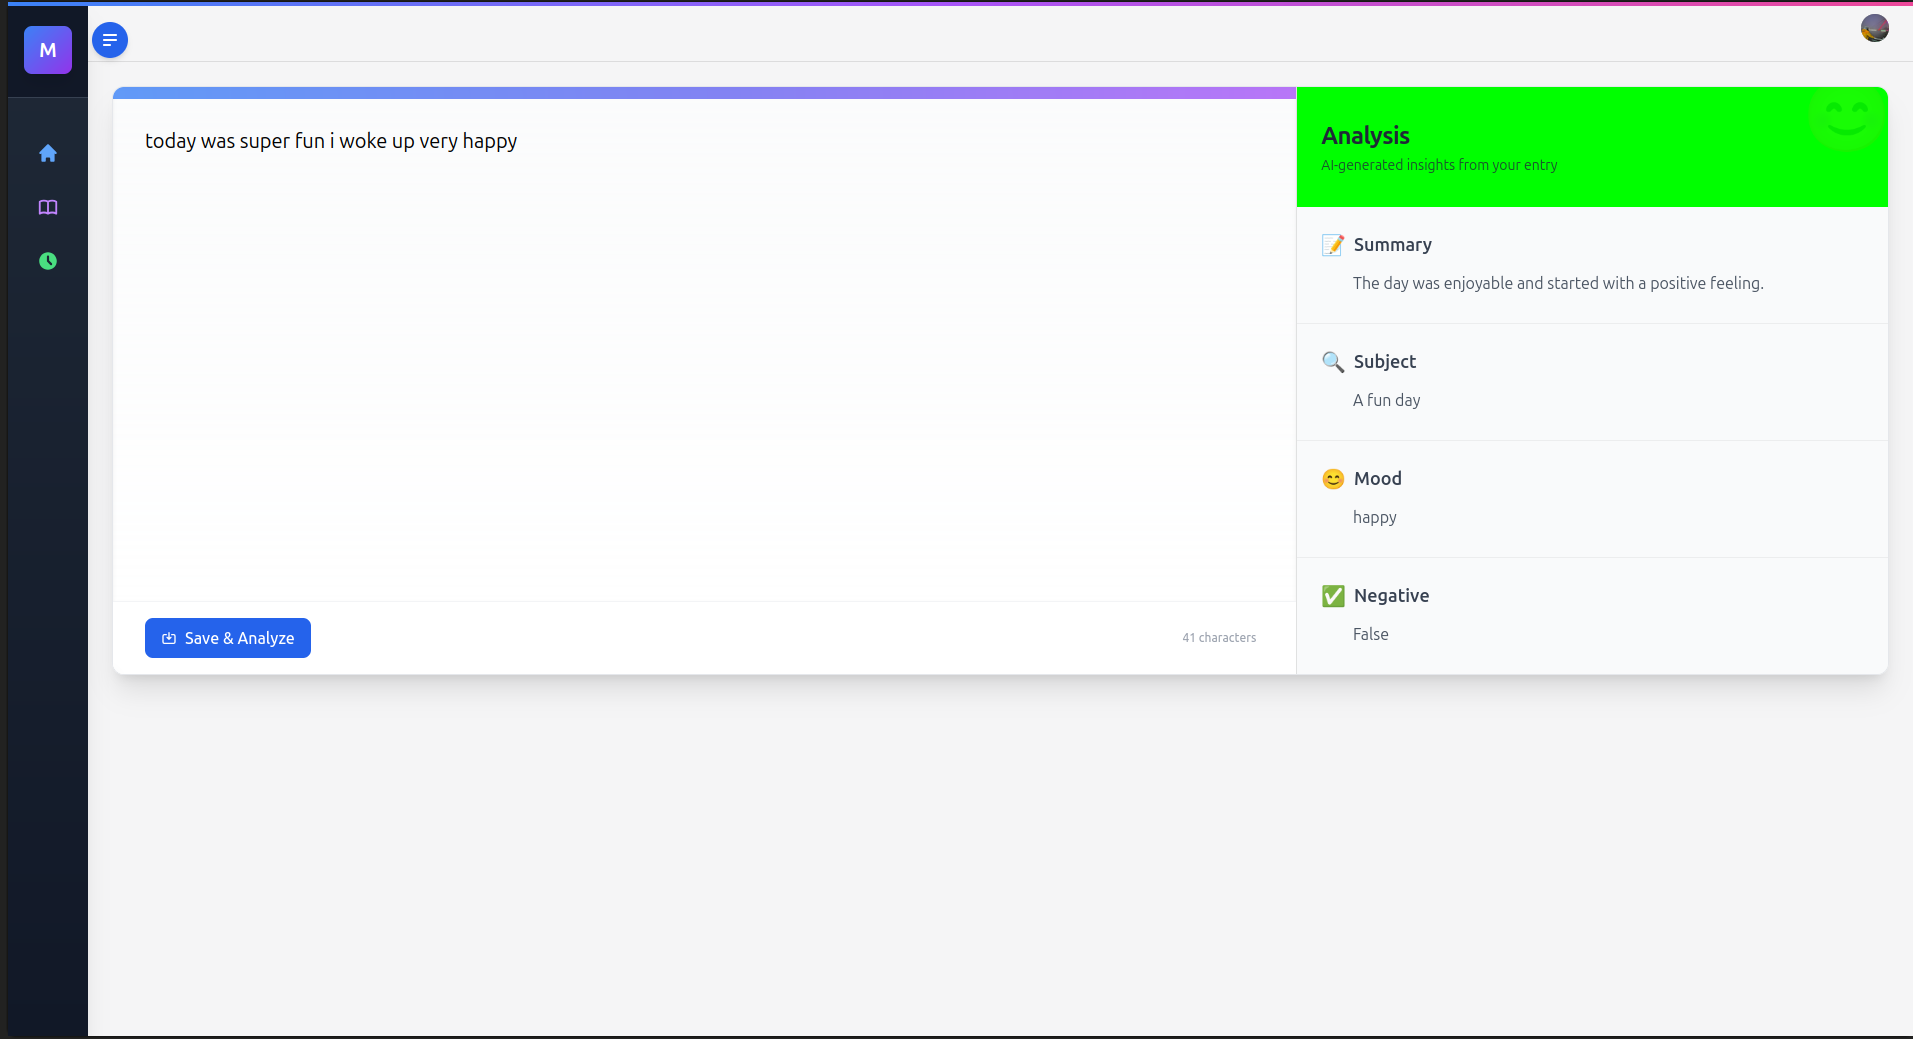 M
today was super fun i woke up very happy
Save & Analyze
41 characters
Analysis
AI-generated insights from your entry
Summary
The day was enjoyable and started with a positive feeling.
Subject
A fun day
Mood
happy
Negative
False